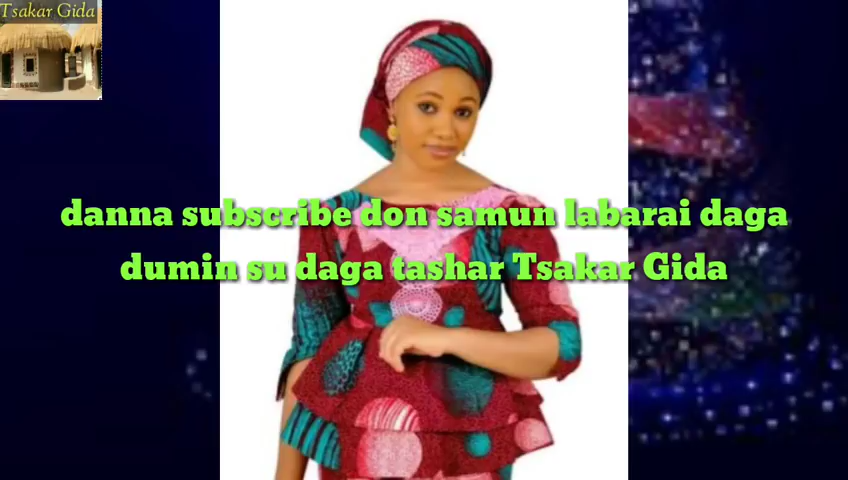 Tsakar Gida
danna subscribe don samun labarai daga
dumin su daga tashar Tsakar Gida